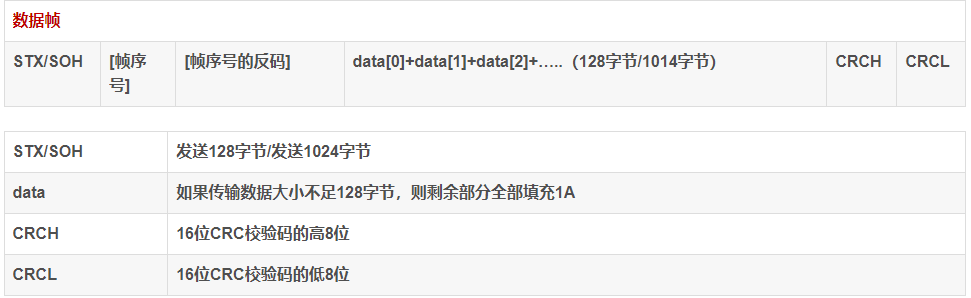 数据帧
STX/SOH [帧序号] [帧序号的反码] data[0]+data[1]+data[2]+…..（128字节/1014字节） CRCH CRCL
STX/SOH 发送128字节/发送1024字节
data 如果传输数据大小不足128字节，则剩余部分全部填充1A
CRCH 16位CRC校验码的高8位
CRCL 16位CRC校验码的低8位